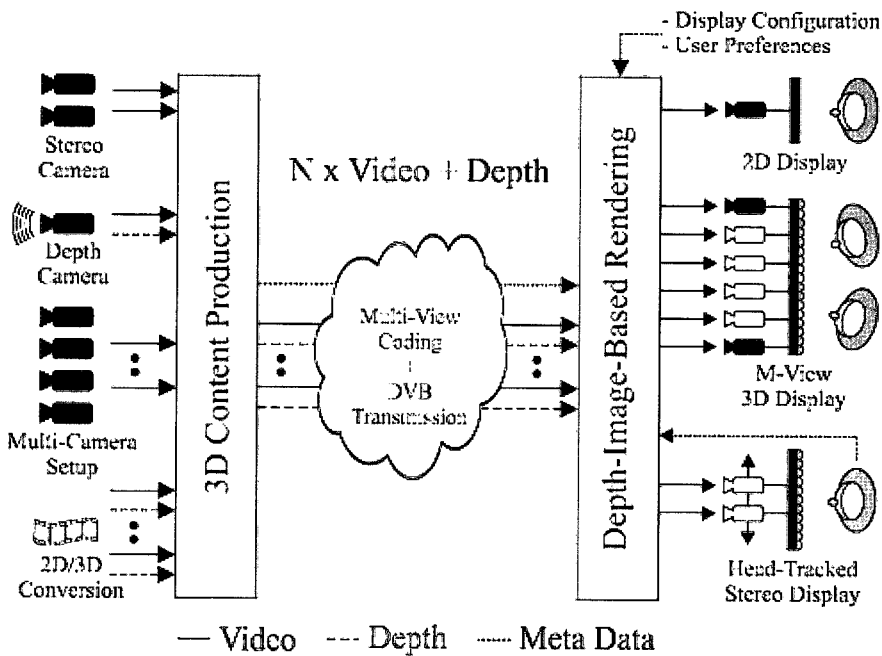 - Display Configuration
- User Preferences
Stereo
Camera
Depth
Camera
Multi-Camera
Setup
2D/3D
Conversion
3D Content Production
N x Video + Depth
Multi-View
Coding
+
DVB
Transmission
Depth-Image-Based Rendering
2D Display
M-View
3D Display
Head-Tracked
Stereo Display
Video
Depth
Meta Data